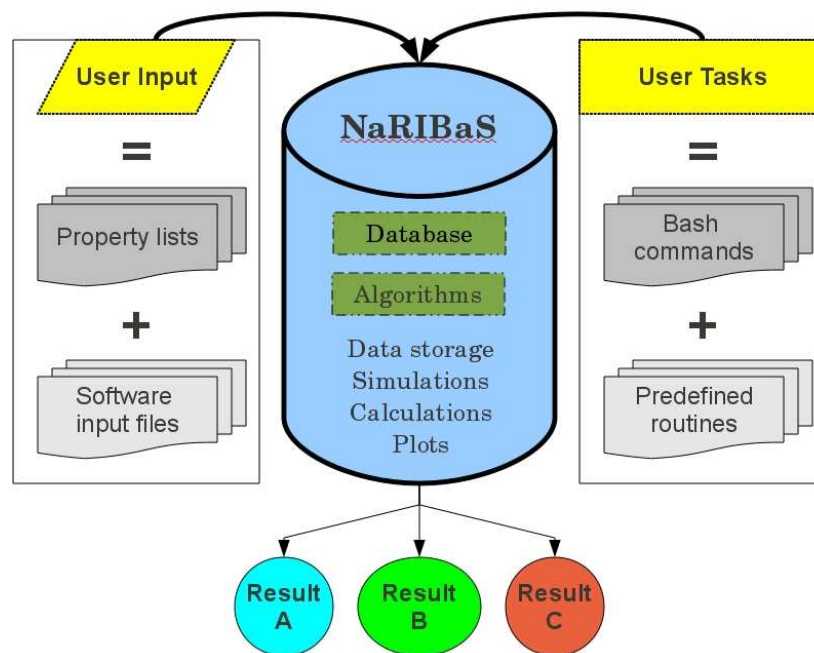 User Input
=
Property lists
+
Software
input files
NaRIBaS
Database
Algorithms
Data storage
Simulations
Calculations
Plots
User Tasks
=
Bash
commands
+
Predefined
routines
Result
A
Result
B
Result
C